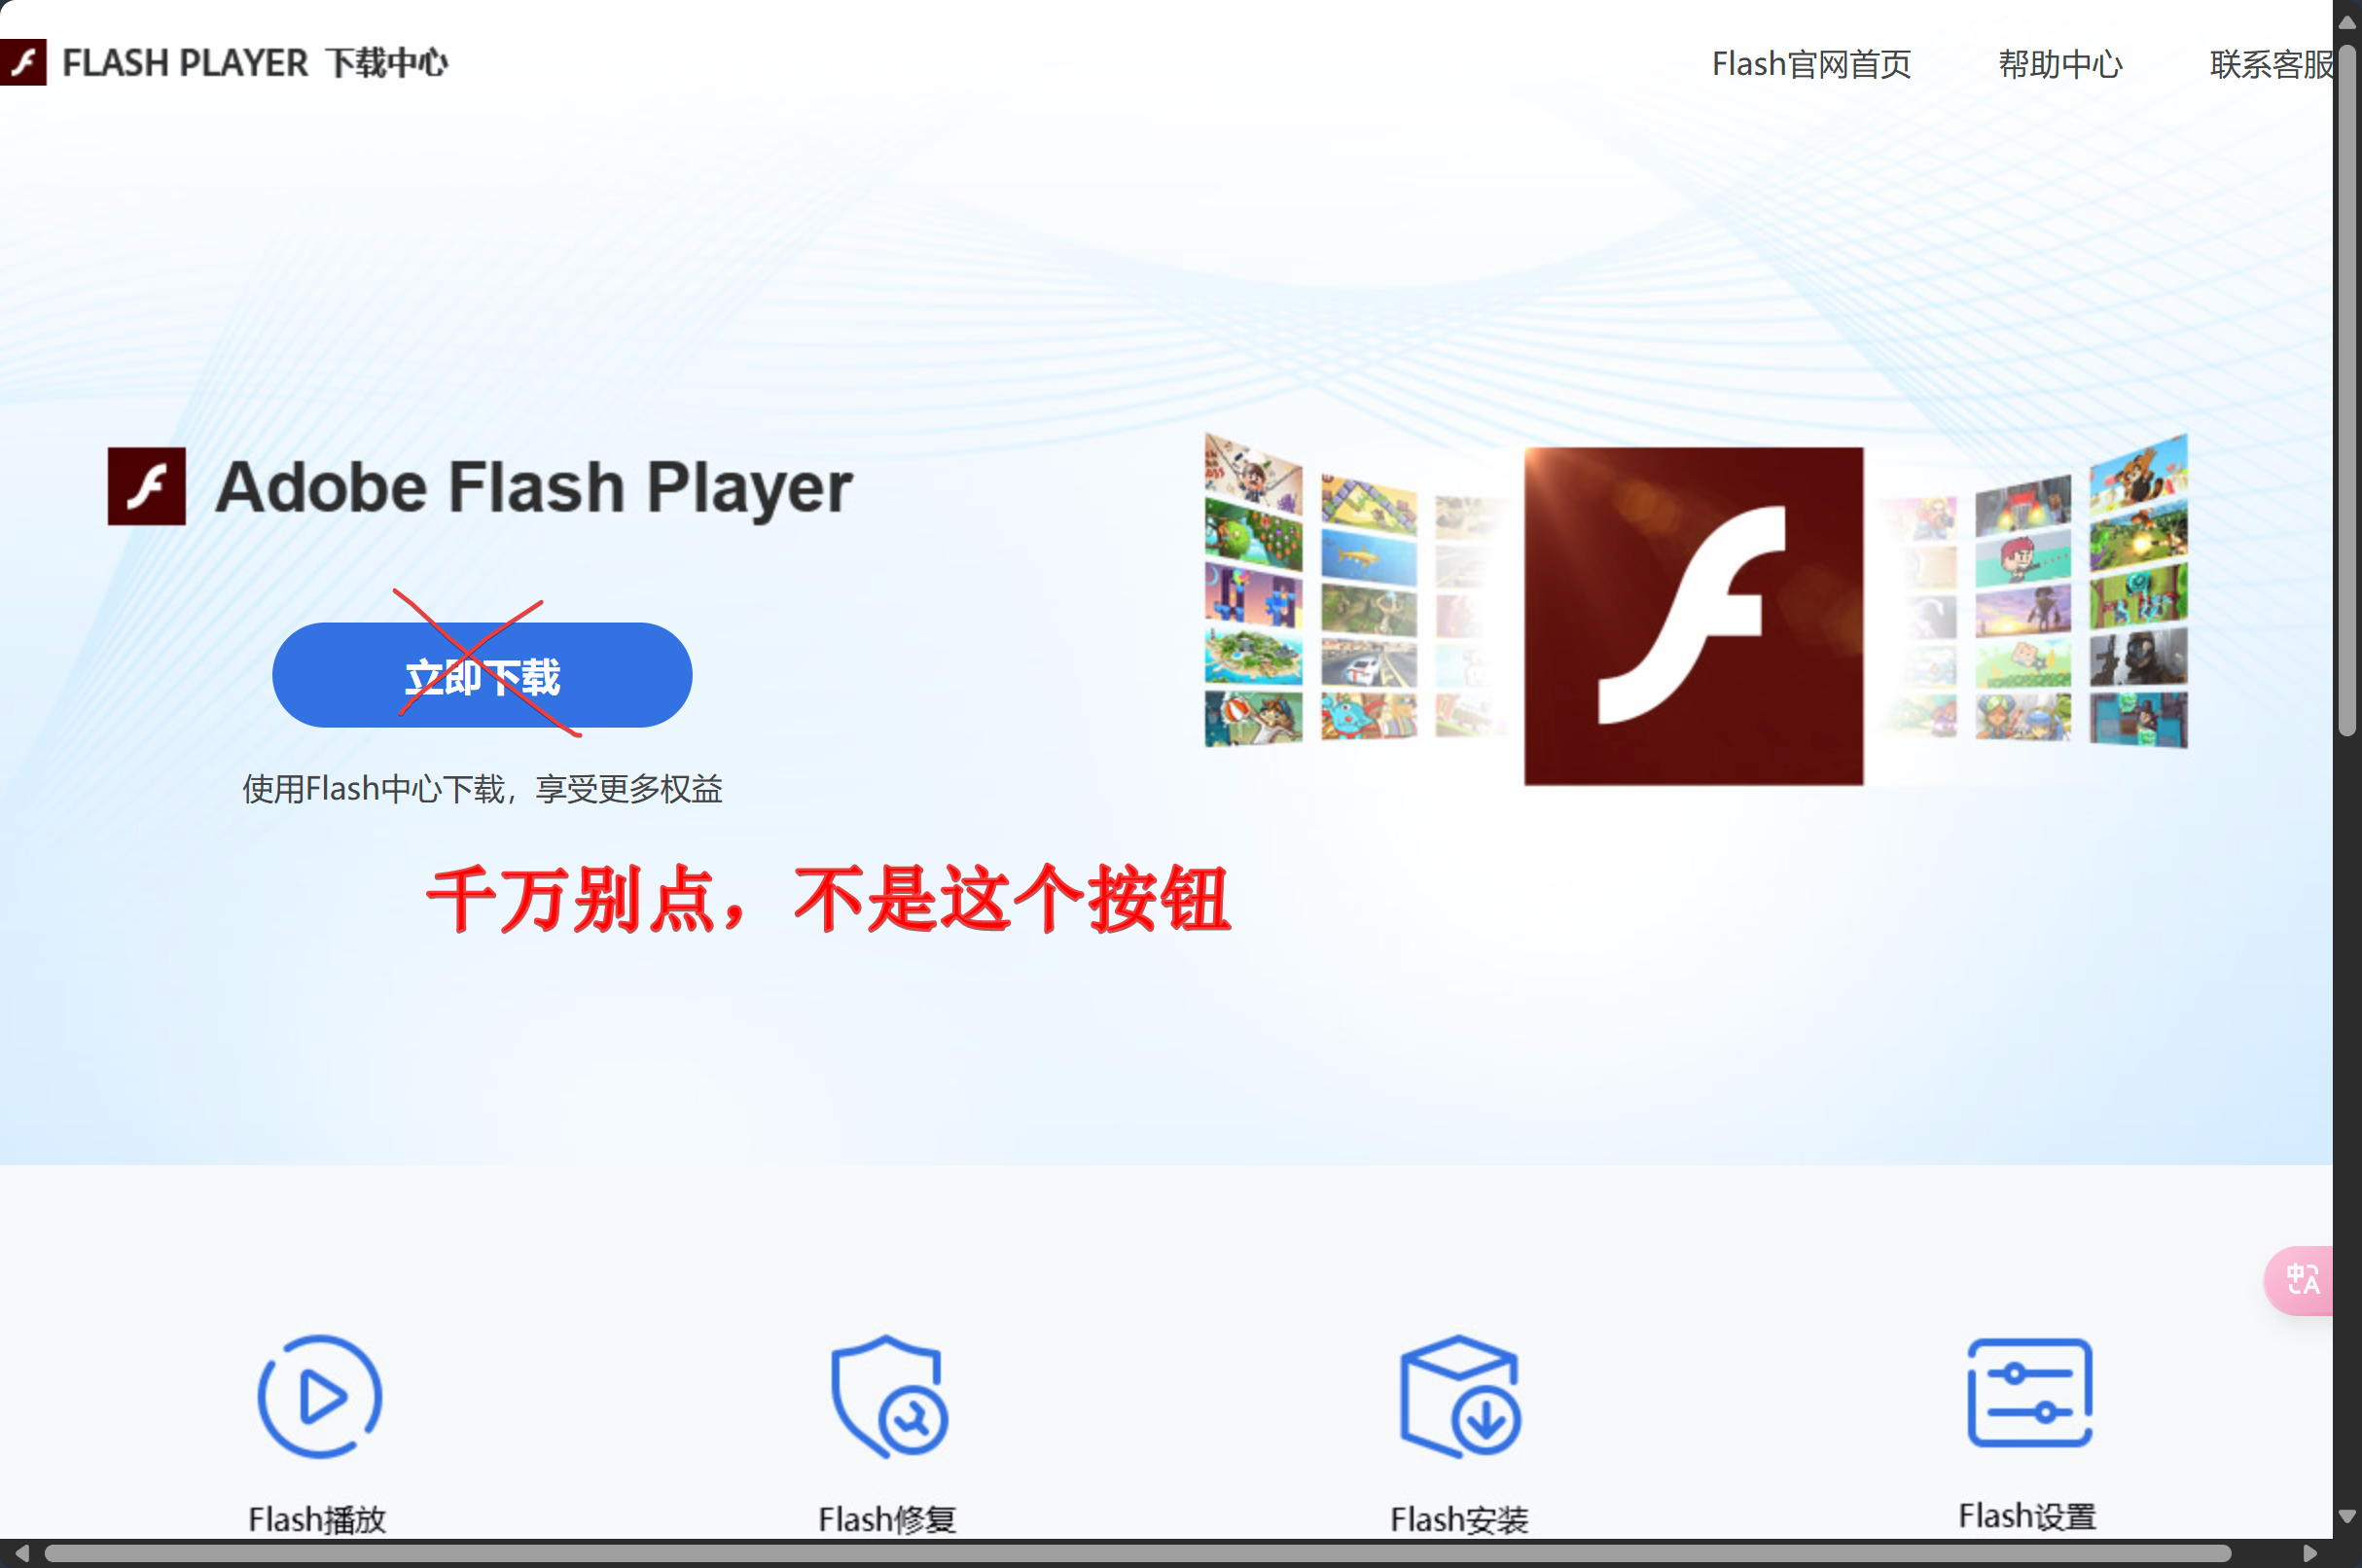 FLASH PLAYER 下载中心
Flash官网首页 帮助中心 联系客服
Adobe Flash Player
立即下载
使用Flash中心下载，享受更多权益
千万别点，不是这个按钮
中A
Flash播放 Flash修复 Flash安装 Flash设置